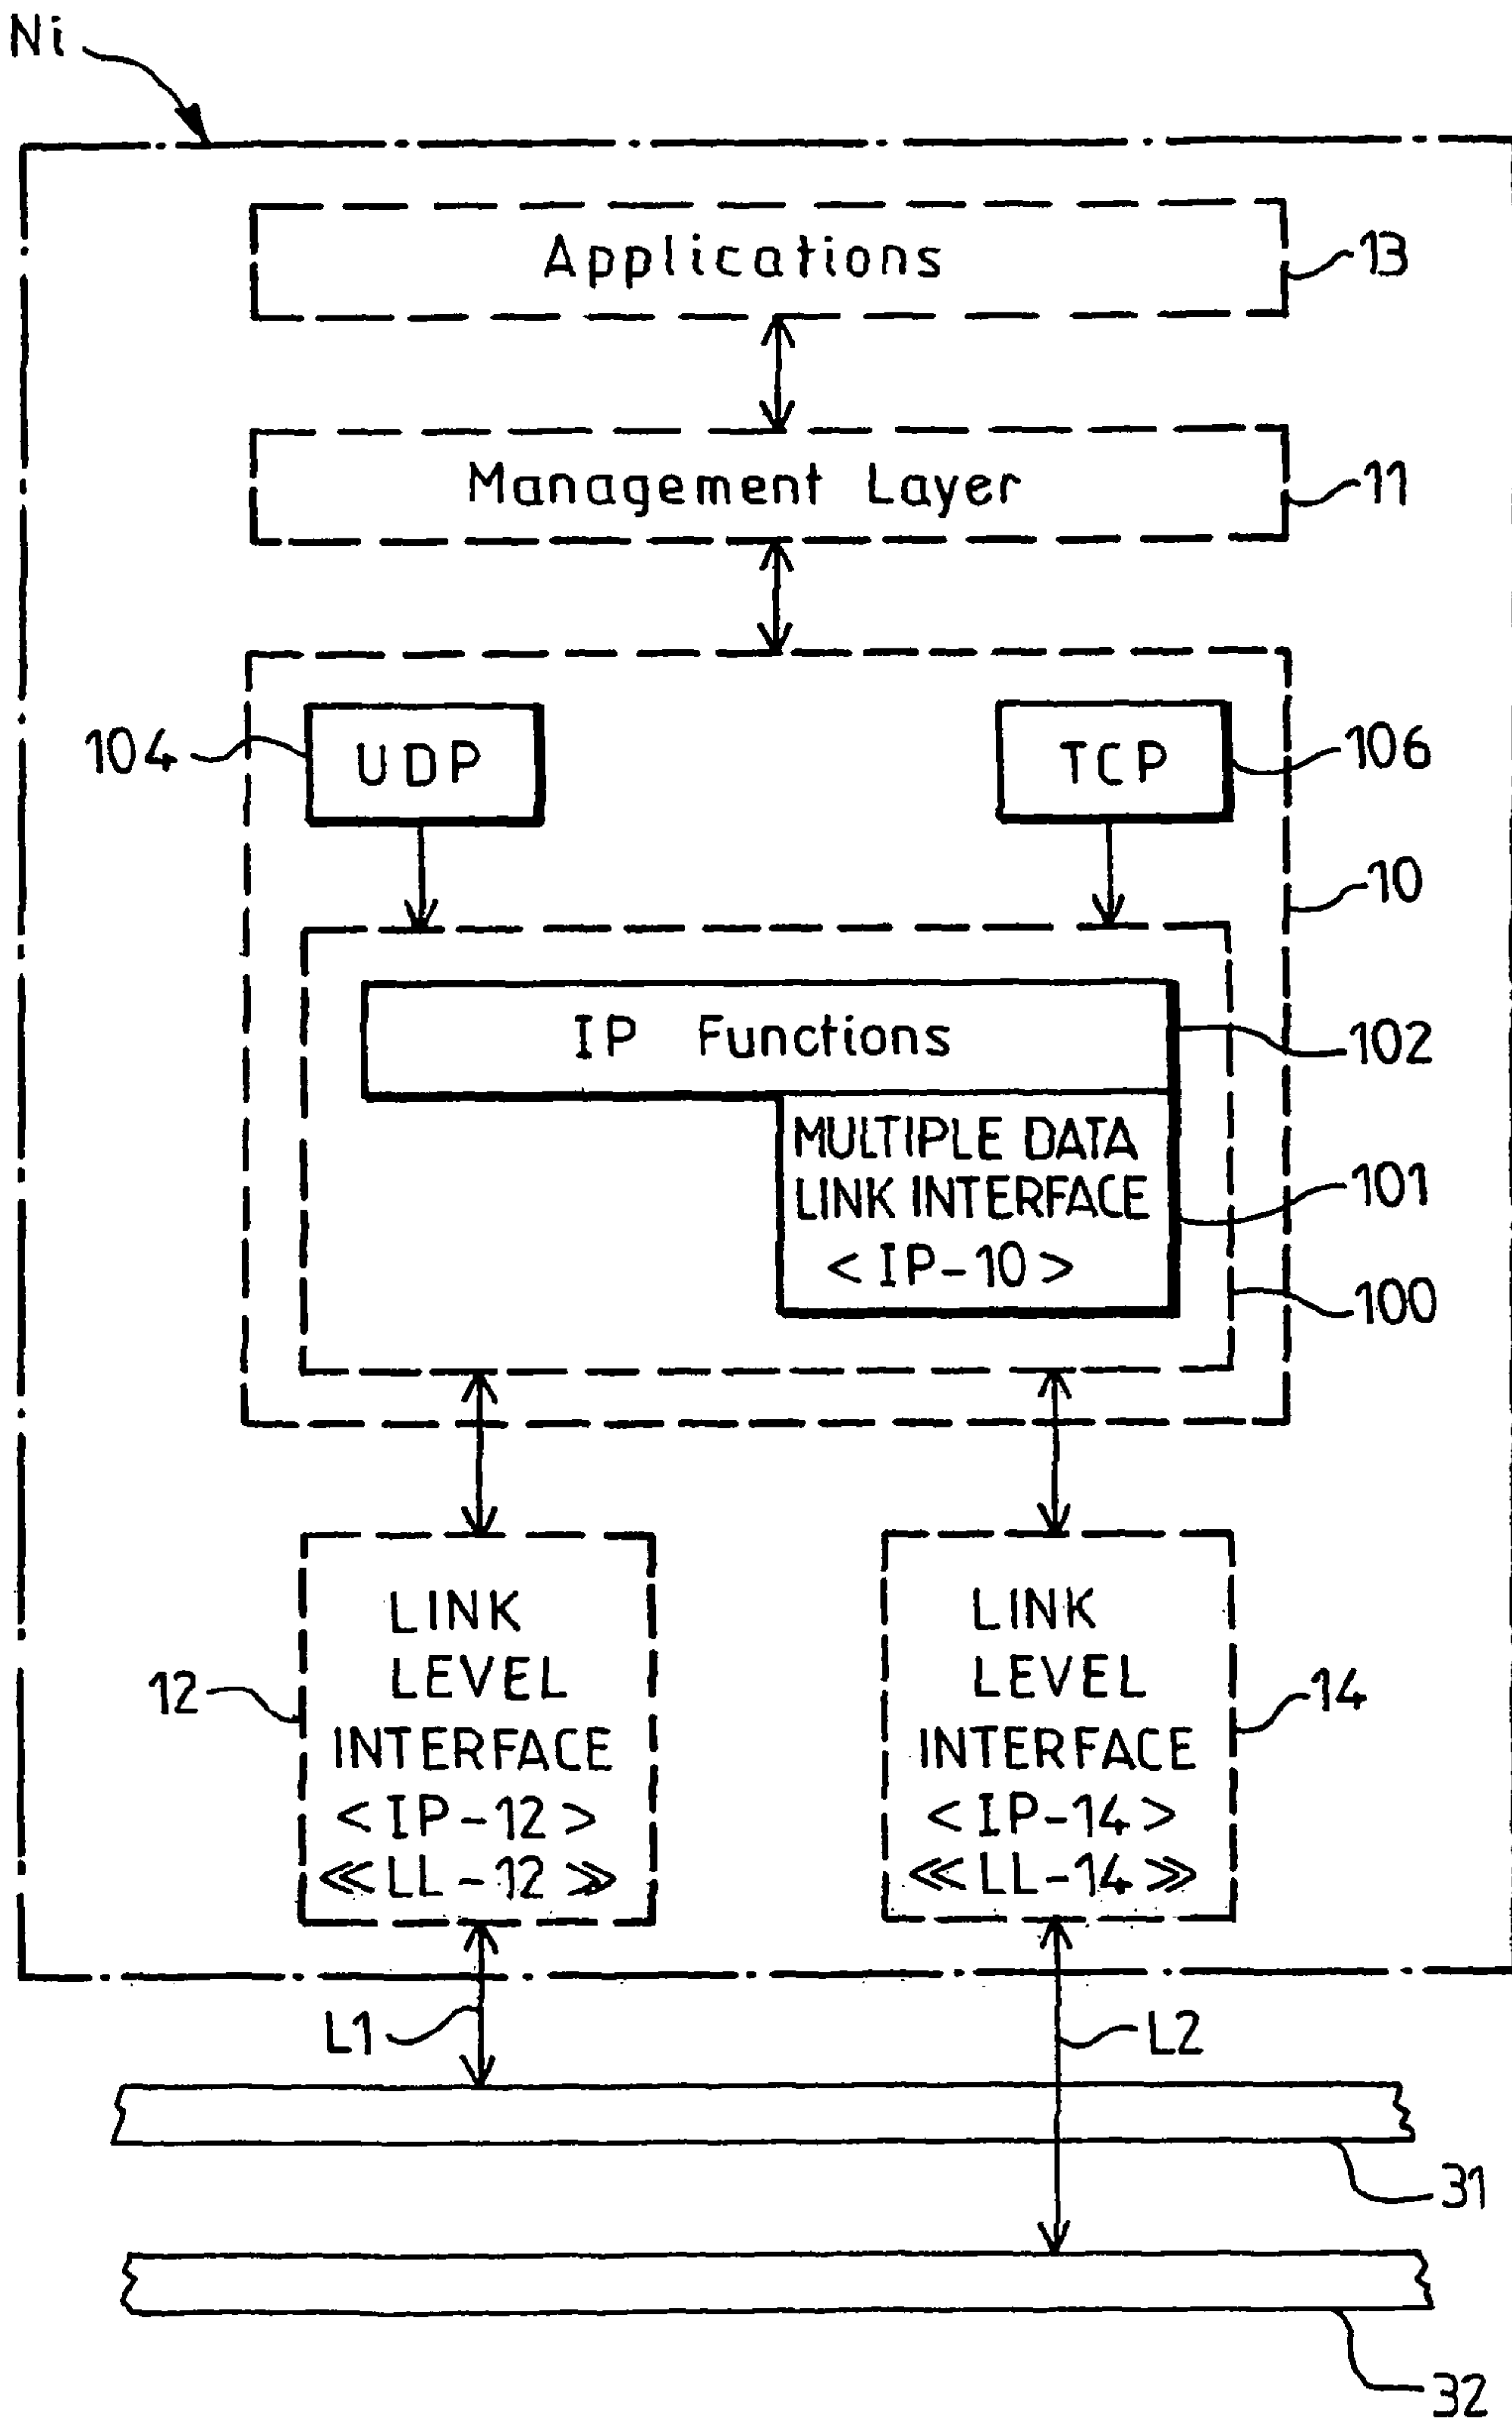 Ni
Applications
13
Management Layer
11
104
UDP
TCP
106
10
IP Functions
102
MULTIPLE DATA
LINK INTERFACE
< IP-10 >
101
100
12
LINK
LEVEL
INTERFACE
< IP-12 >
≪ LL-12 ≫
LINK
LEVEL
INTERFACE
< IP-14 >
≪ LL-14 ≫
14
L1
L2
31
32